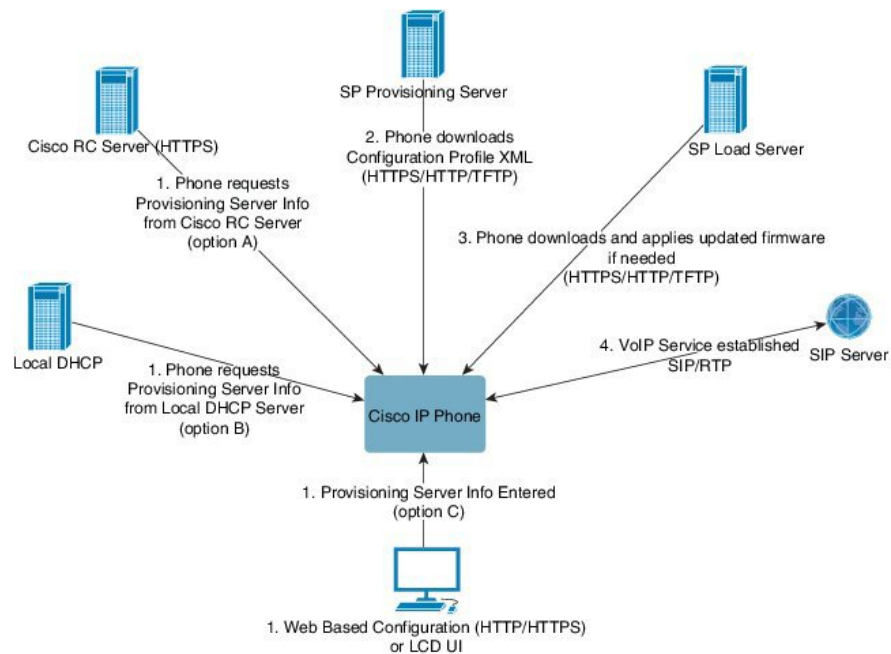 SP Provisioning Server
Cisco RC Server (HTTPS)
SP Load Server
2. Phone downloads
Configuration Profile XML
(HTTPS/HTTP/TFTP)
1. Phone requests
Provisioning Server Info
from Cisco RC Server
(option A)
3. Phone downloads and applies updated firmware
if needed
(HTTPS/HTTP/TFTP)
Local DHCP
1. Phone requests
Provisioning Server Info
from Local DHCP Server
(option B)
4. VoIP Service established
SIP/RTP
SIP Server
Cisco IP Phone
1. Provisioning Server Info Entered
(option C)
1. Web Based Configuration (HTTP/HTTPS)
or LCD UI